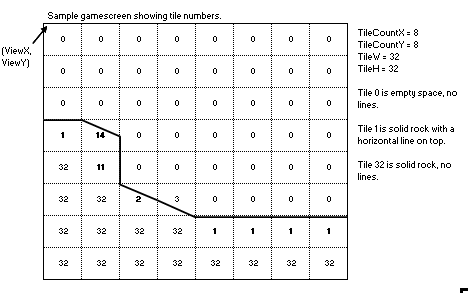 Sample gamescreen showing tile numbers.
(ViewX,
ViewY)
0 0 0 0 0 0 0 0
0 0 0 0 0 0 0 0
0 0 0 0 0 0 0 0
1 14 0 0 0 0 0 0
32 11 0 0 0 0 0 0
32 32 2 3 0 0 0 0
32 32 32 32 1 1 1 1
32 32 32 32 32 32 32 32
TileCountX = 8
TileCountY = 8
TileW = 32
TileH = 32
Tile 0 is empty space, no
lines.
Tile 1 is solid rock with a
horizontal line on top.
Tile 32 is solid rock, no
lines.